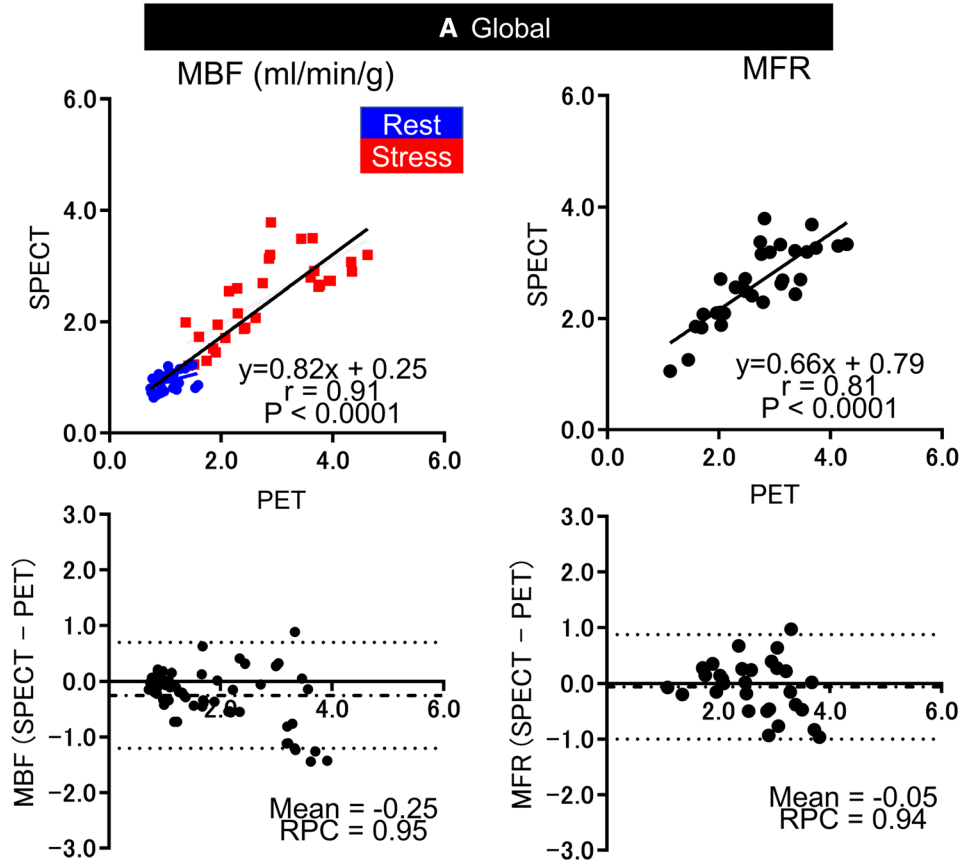 A Global
MBF (ml/min/g)
6.0
4.0
2.0
0.0
SPECT
Rest
Stress
y=0.82x + 0.25
r = 0.91
P < 0.0001
0.0 2.0 4.0 6.0
PET
MFR
6.0
4.0
2.0
0.0
SPECT
y=0.66x + 0.79
r = 0.81
P < 0.0001
0.0 2.0 4.0 6.0
PET
3.0
2.0
1.0
0.0
−1.0
−2.0
−3.0
MBF (SPECT − PET)
2.0 4.0 6.0
Mean = -0.25
RPC = 0.95
3.0
2.0
1.0
0.0
−1.0
−2.0
−3.0
MFR (SPECT − PET)
2.0 4.0 6.0
Mean = -0.05
RPC = 0.94